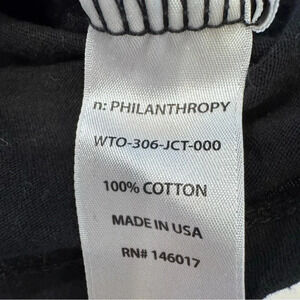 n: PHILANTHROPY
WTO-306-JCT-000
100% COTTON
MADE IN USA
RN# 146017